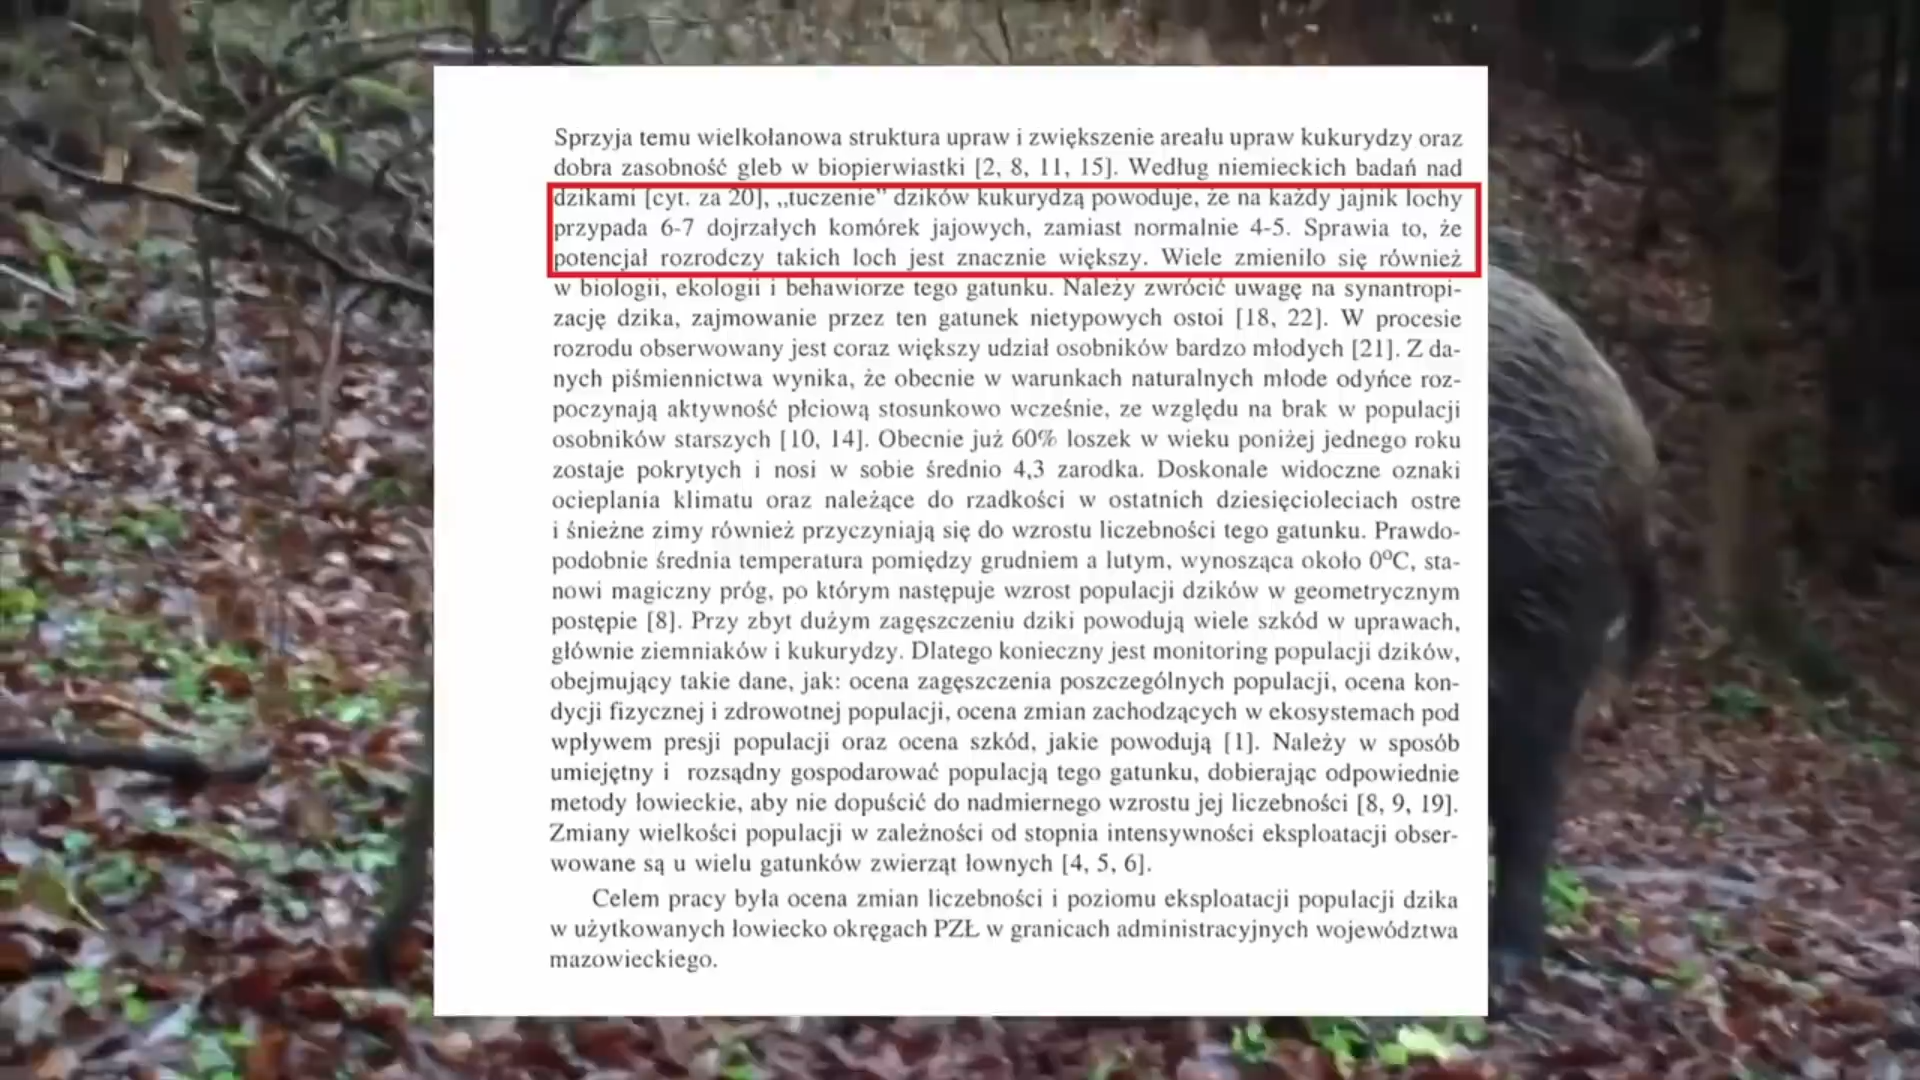 Sprzyja temu wielkołanowa struktura upraw i zwiększenie areału upraw kukurydzy oraz
dobra zasobność gleb w biopierwiastki [2, 8, 11, 15]. Według niemieckich badań nad
dzikami [cyt. za 20], „tuczenie" dzików kukurydzą powoduje, że na każdy jajnik lochy
przypada 6-7 dojrzałych komórek jajowych, zamiast normalnie 4-5. Sprawia to, że
potencjał rozrodczy takich loch jest znacznie większy. Wiele zmieniło się również
w biologii, ekologii i behawiorze tego gatunku. Należy zwrócić uwagę na synantropi-
zację dzika, zajmowanie przez ten gatunek nietypowych ostoi [18, 22]. W procesie
rozrodu obserwowany jest coraz większy udział osobników bardzo młodych [21]. Z da-
nych piśmiennictwa wynika, że obecnie w warunkach naturalnych młode odyńce roz-
poczynają aktywność płciową stosunkowo wcześnie, ze względu na brak w populacji
osobników starszych [10, 14]. Obecnie już 60% loszek w wieku poniżej jednego roku
zostaje pokrytych i nosi w sobie średnio 4,3 zarodka. Doskonale widoczne oznaki
ocieplania klimatu oraz należące do rzadkości w ostatnich dziesięcioleciach ostre
i śnieżne zimy również przyczyniają się do wzrostu liczebności tego gatunku. Prawdo-
podobnie średnia temperatura pomiędzy grudniem a lutym, wynosząca około 0°C, sta-
nowi magiczny próg, po którym następuje wzrost populacji dzików w geometrycznym
postępie [8]. Przy zbyt dużym zagęszczeniu dziki powodują wiele szkód w uprawach,
głównie ziemniaków i kukurydzy. Dlatego konieczny jest monitoring populacji dzików,
obejmujący takie dane, jak: ocena zagęszczenia poszczególnych populacji, ocena kon-
dycji fizycznej i zdrowotnej populacji, ocena zmian zachodzących w ekosystemach pod
wpływem presji populacji oraz ocena szkód, jakie powodują [1]. Należy w sposób
umiejętny i rozsądny gospodarować populacją tego gatunku, dobierając odpowiednie
metody łowieckie, aby nie dopuścić do nadmiernego wzrostu jej liczebności [8, 9, 19].
Zmiany wielkości populacji w zależności od stopnia intensywności eksploatacji obser-
wowane są u wielu gatunków zwierząt łownych [4, 5, 6].
Celem pracy była ocena zmian liczebności i poziomu eksploatacji populacji dzika
w użytkowanych łowiecko okręgach PZŁ w granicach administracyjnych województwa
mazowieckiego.